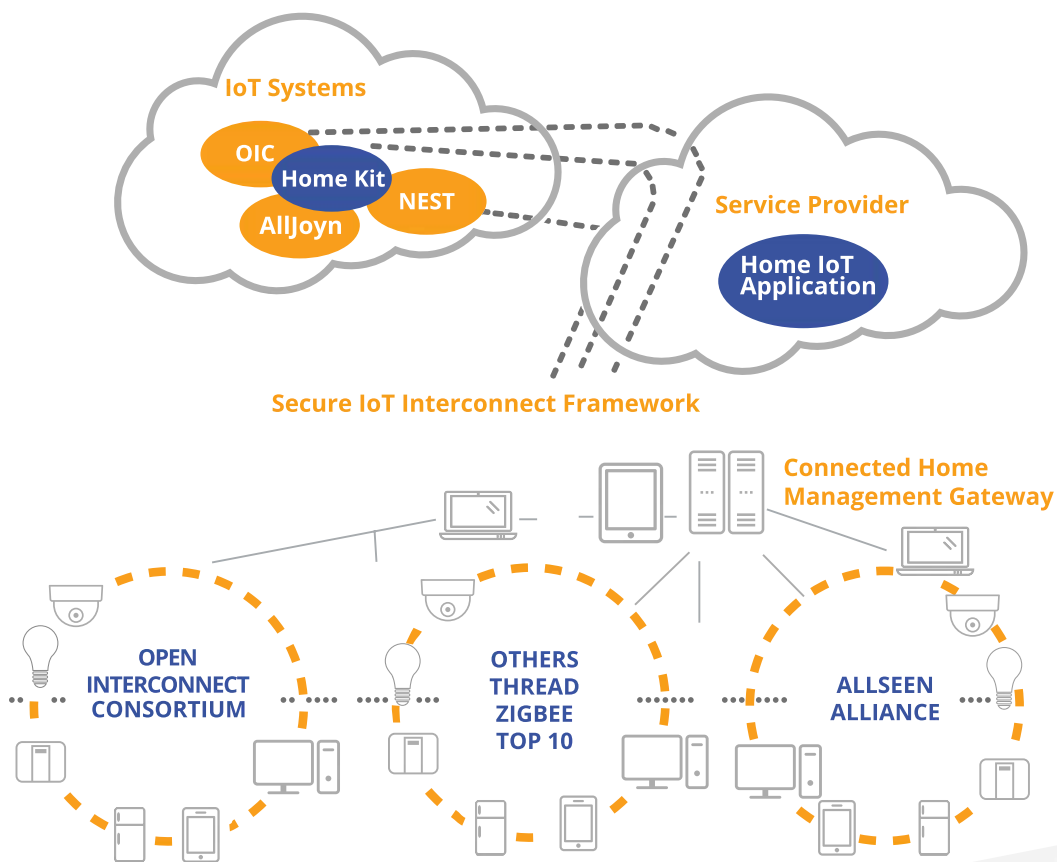 IoT Systems
OIC
Home Kit
NEST
AllJoyn
Service Provider
Home IoT
Application
Secure IoT Interconnect Framework
Connected Home
Management Gateway
OPEN
INTERCONNECT
CONSORTIUM
OTHERS
THREAD
ZIGBEE
TOP 10
ALLSEEN
ALLIANCE